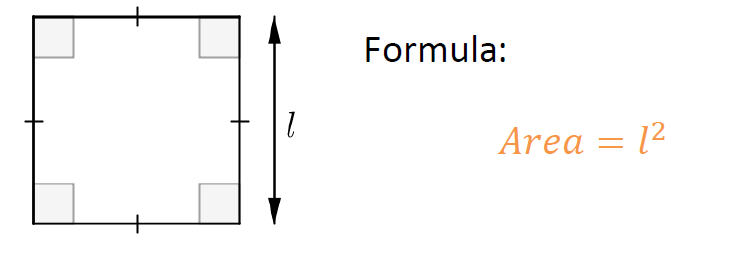 Formula:
l
Area = l²